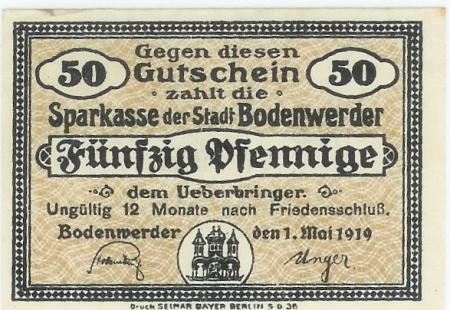 Gegen diesen
50 Gutschein 50
zahlt die
Sparkasse der Stadt Bodenwerder
Fünfzig Pfennige
dem Ueberbringer.
Ungültig 12 Monate nach Friedensschluß.
Bodenwerder den 1. Mai 1919
Unger
Druck SELMAR BAYER BERLIN S.O 36